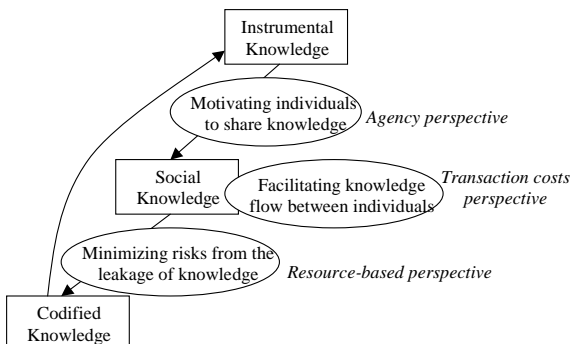 Instrumental
Knowledge
Motivating individuals
to share knowledge
Agency perspective
Social
Knowledge
Facilitating knowledge
flow between individuals
Transaction costs
perspective
Minimizing risks from the
leakage of knowledge
Resource-based perspective
Codified
Knowledge